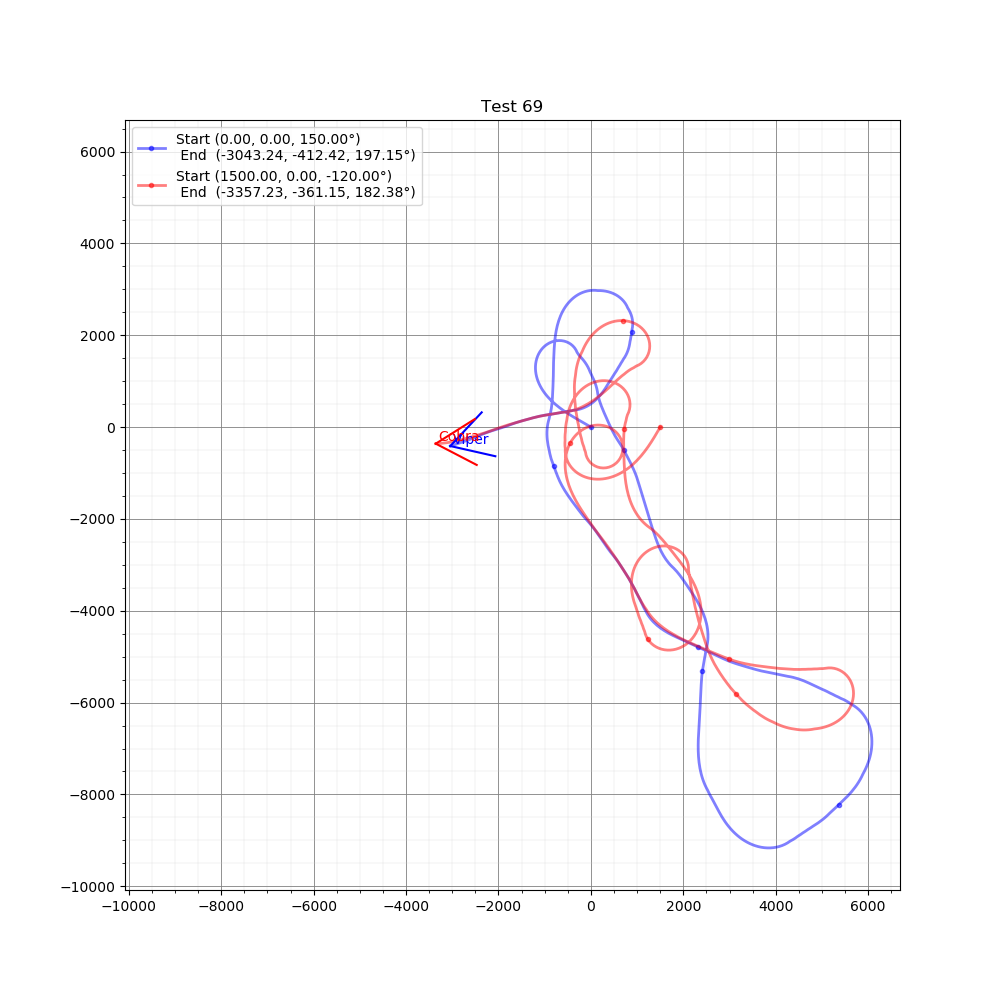 Test 69
Start (0.00, 0.00, 150.00°)
End (-3043.24, -412.42, 197.15°)
Start (1500.00, 0.00, -120.00°)
End (-3357.23, -361.15, 182.38°)
6000
4000
2000
0
−2000
−4000
−6000
−8000
−10000
Cobra
Viper
−10000 −8000 −6000 −4000 −2000 0 2000 4000 6000